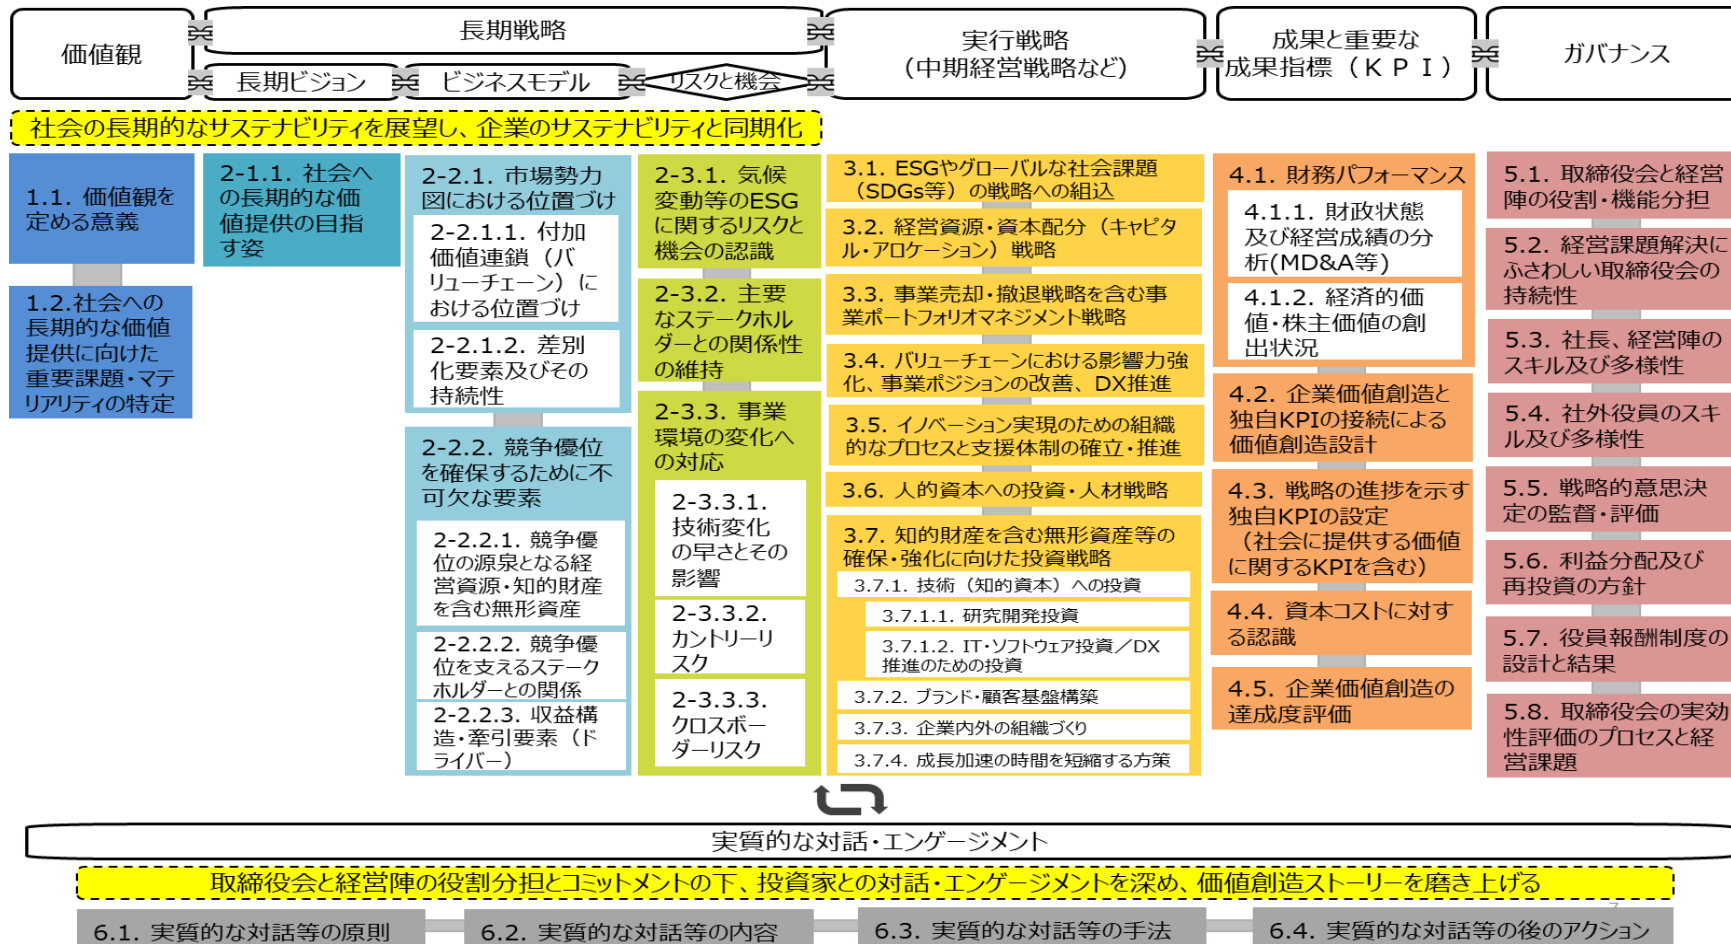 価値観
長期戦略
長期ビジョン
ビジネスモデル
リスクと機会
実行戦略
(中期経営戦略など)
成果と重要な
成果指標（ＫＰＩ）
ガバナンス
社会の長期的なサステナビリティを展望し、企業のサステナビリティと同期化
1.1. 価値観を
定める意義
1.2.社会への
長期的な価値
提供に向けた
重要課題・マテ
リアリティの特定
2-1.1. 社会へ
の長期的な価
値提供の目指
す姿
2-2.1. 市場勢力
図における位置づけ
2-2.1.1. 付加
価値連鎖（バ
リューチェーン）に
おける位置づけ
2-2.1.2. 差別
化要素及びその
持続性
2-2.2. 競争優位
を確保するために不
可欠な要素
2-2.2.1. 競争優
位の源泉となる経
営資源・知的財産
を含む無形資産
2-2.2.2. 競争優
位を支えるステーク
ホルダーとの関係
2-2.2.3. 収益構
造・牽引要素（ド
ライバー）
2-3.1. 気候
変動等のESG
に関するリスクと
機会の認識
2-3.2. 主要
なステークホル
ダーとの関係性
の維持
2-3.3. 事業
環境の変化へ
の対応
2-3.3.1.
技術変化
の早さとその
影響
2-3.3.2.
カントリーリ
スク
2-3.3.3.
クロスボー
ダーリスク
3.1. ESGやグローバルな社会課題
（SDGs等）の戦略への組込
3.2. 経営資源・資本配分（キャピタ
ル・アロケーション）戦略
3.3. 事業売却・撤退戦略を含む事
業ポートフォリオマネジメント戦略
3.4. バリューチェーンにおける影響力強
化、事業ポジションの改善、DX推進
3.5. イノベーション実現のための組織
的なプロセスと支援体制の確立・推進
3.6. 人的資本への投資・人材戦略
3.7. 知的財産を含む無形資産等の
確保・強化に向けた投資戦略
3.7.1. 技術（知的資本）への投資
3.7.1.1. 研究開発投資
3.7.1.2. IT・ソフトウェア投資／DX
推進のための投資
3.7.2. ブランド・顧客基盤構築
3.7.3. 企業内外の組織づくり
3.7.4. 成長加速の時間を短縮する方策
4.1. 財務パフォーマンス
4.1.1. 財政状態
及び経営成績の分
析(MD&A等)
4.1.2. 経済的価
値・株主価値の創
出状況
4.2. 企業価値創造と
独自KPIの接続による
価値創造設計
4.3. 戦略の進捗を示す
独自KPIの設定
（社会に提供する価値
に関するKPIを含む）
4.4. 資本コストに対す
る認識
4.5. 企業価値創造の
達成度評価
5.1. 取締役会と経営
陣の役割・機能分担
5.2. 経営課題解決に
ふさわしい取締役会の
持続性
5.3. 社長、経営陣の
スキル及び多様性
5.4. 社外役員のスキ
ル及び多様性
5.5. 戦略的意思決
定の監督・評価
5.6. 利益分配及び
再投資の方針
5.7. 役員報酬制度の
設計と結果
5.8. 取締役会の実効
性評価のプロセスと経
営課題
実質的な対話・エンゲージメント
取締役会と経営陣の役割分担とコミットメントの下、投資家との対話・エンゲージメントを深め、価値創造ストーリーを磨き上げる
6.1. 実質的な対話等の原則
6.2. 実質的な対話等の内容
6.3. 実質的な対話等の手法
6.4. 実質的な対話等の後のアクション